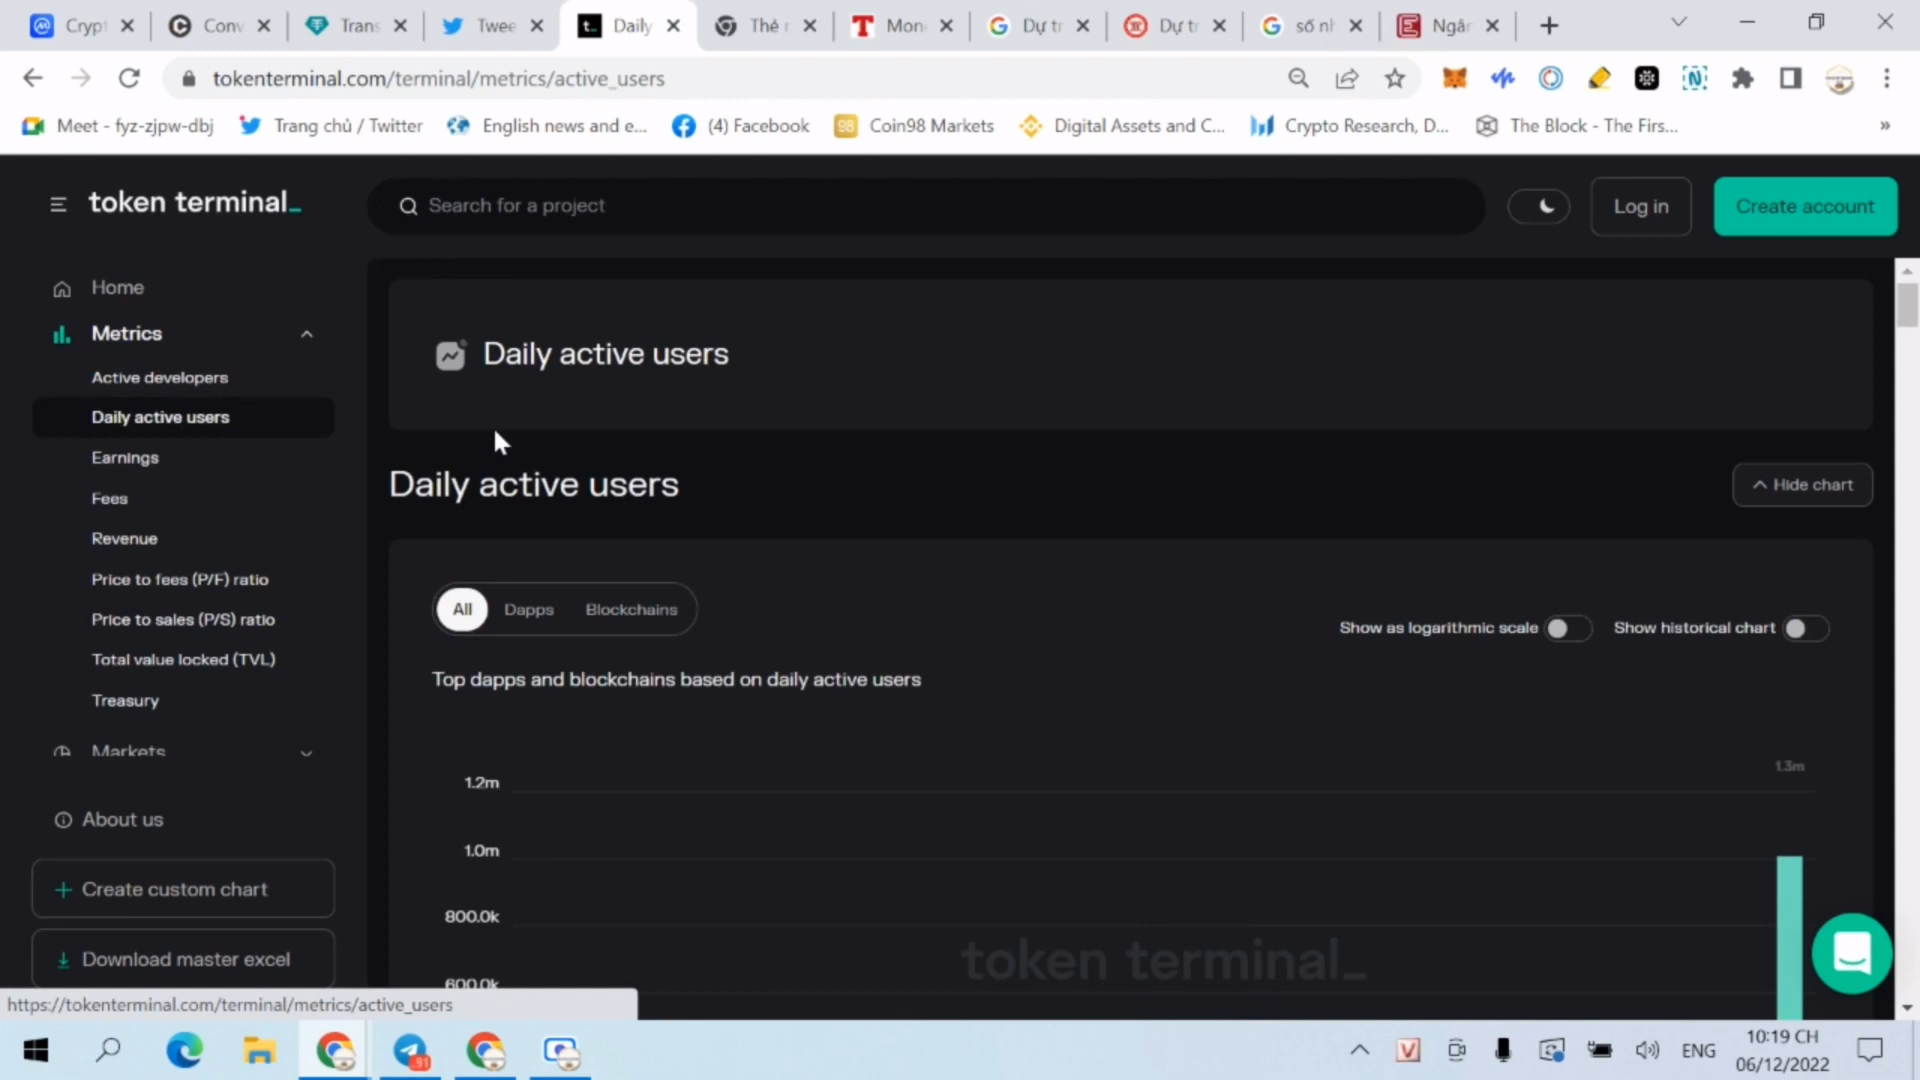 Crypt
Conv
Trans
Twee
Daily
Thẻ r
Mon
Dự tr
Dự tr
số nh
Ngân
tokenterminal.com/terminal/metrics/active_users
Meet - fyz-zjpw-dbj
Trang chủ / Twitter
English news and e...
(4) Facebook
98
Coin98 Markets
Digital Assets and C...
Crypto Research, D...
The Block - The Firs...
»
token terminal_
Search for a project
Log in
Create account
Home
Metrics
Active developers
Daily active users
Earnings
Fees
Revenue
Price to fees (P/F) ratio
Price to sales (P/S) ratio
Total value locked (TVL)
Treasury
Markets
About us
+ Create custom chart
Download master excel
Daily active users
Daily active users
Hide chart
All
Dapps
Blockchains
Show as logarithmic scale
Show historical chart
Top dapps and blockchains based on daily active users
1.3m
1.2m
1.0m
800.0k
600.0k
token terminal_
https://tokenterminal.com/terminal/metrics/active_users
91
V
ENG
10:19 CH
06/12/2022